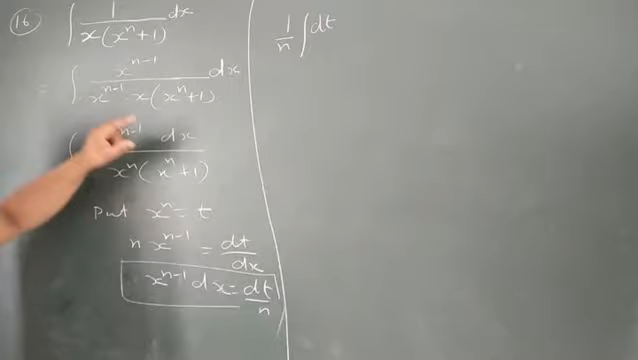 16 ∫ 1/(x(xⁿ+1)) dx
= ∫ xⁿ⁻¹/(xⁿ⁻¹ · x(xⁿ+1)) dx
ⁿ⁻¹ dx/(xⁿ(xⁿ+1))
put xⁿ = t
n xⁿ⁻¹ = dt/dx
xⁿ⁻¹ dx = dt/n
1/n ∫ dt